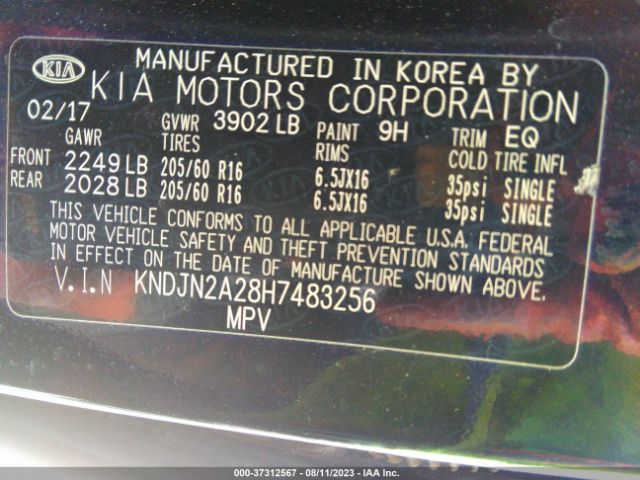 KIA
MANUFACTURED IN KOREA BY
KIA MOTORS CORPORATION
02/17 GVWR 3902 LB PAINT 9H TRIM EQ
GAWR TIRES RIMS COLD TIRE INFL
FRONT 2249 LB 205/60 R16 6.5JX16 35psi SINGLE
REAR 2028 LB 205/60 R16 6.5JX16 35psi SINGLE
THIS VEHICLE CONFORMS TO ALL APPLICABLE U.S.A. FEDERAL
MOTOR VEHICLE SAFETY AND THEFT PREVENTION STANDARDS
IN EFFECT ON THE DATE OF MANUFACTURE SHOWN ABOVE.
V.I.N KNDJN2A28H7483256
MPV
000-37312567 - 08/11/2023 - IAA Inc.